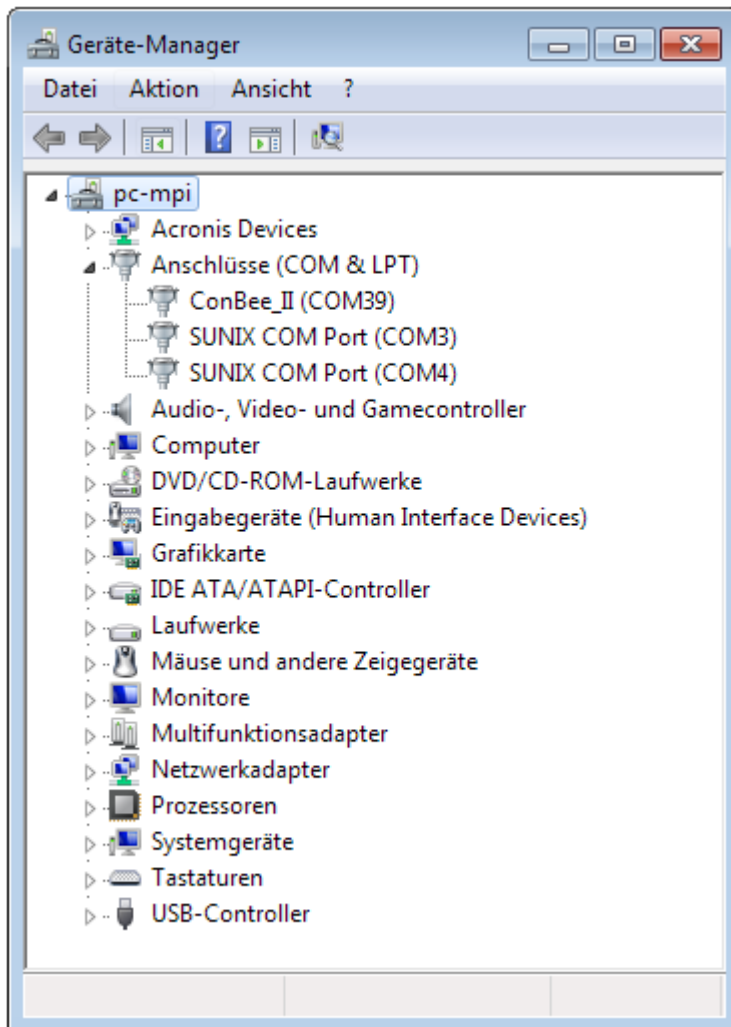 Geräte-Manager
Datei Aktion Ansicht ?
pc-mpi
Acronis Devices
Anschlüsse (COM & LPT)
ConBee_II (COM39)
SUNIX COM Port (COM3)
SUNIX COM Port (COM4)
Audio-, Video- und Gamecontroller
Computer
DVD/CD-ROM-Laufwerke
Eingabegeräte (Human Interface Devices)
Grafikkarte
IDE ATA/ATAPI-Controller
Laufwerke
Mäuse und andere Zeigegeräte
Monitore
Multifunktionsadapter
Netzwerkadapter
Prozessoren
Systemgeräte
Tastaturen
USB-Controller